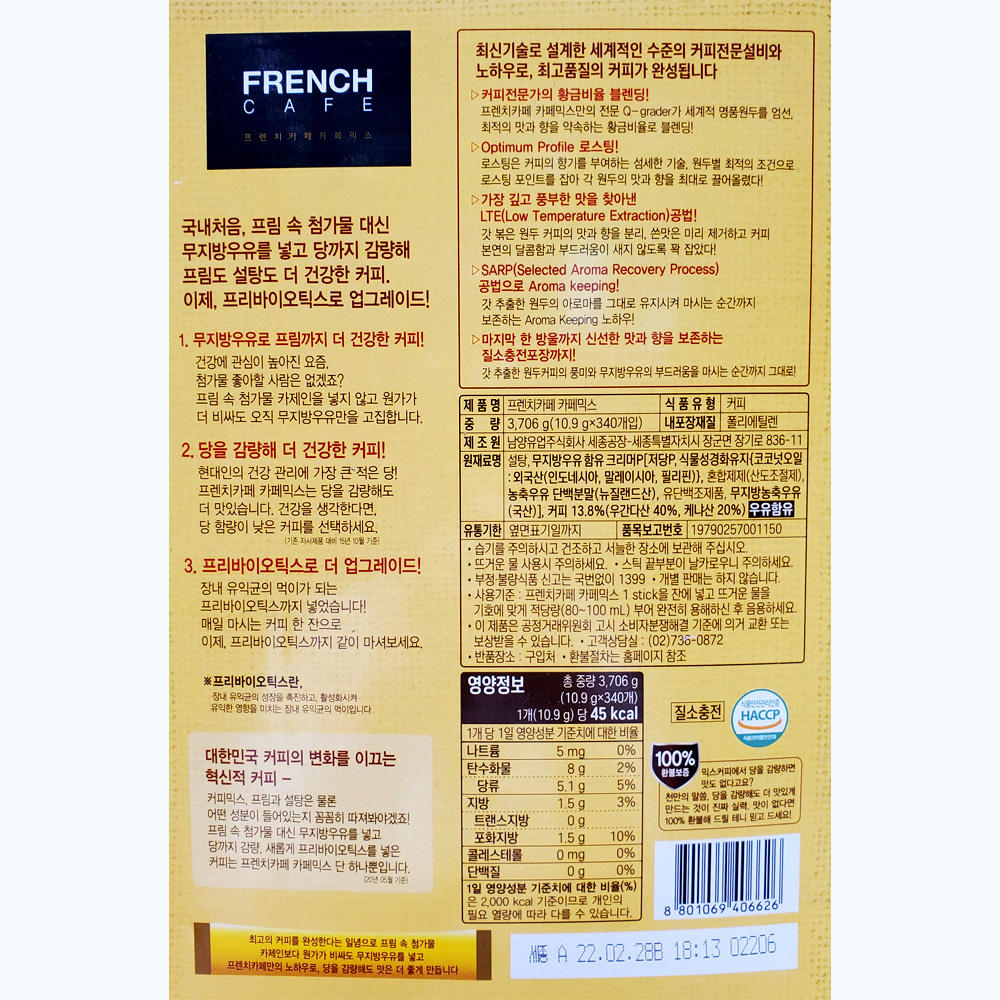 FRENCH
CAFE
프렌치카페카페믹스
국내처음, 프림 속 첨가물 대신
무지방우유를 넣고 당까지 감량해
프림도 설탕도 더 건강한 커피.
이제, 프리바이오틱스로 업그레이드!
1. 무지방우유로 프림까지 더 건강한 커피!
건강에 관심이 높아진 요즘,
첨가물 좋아할 사람은 없겠죠?
프림 속 첨가물 카제인을 넣지 않고 원가가
더 비싸도 오직 무지방우유만을 고집합니다.
2. 당을 감량해 더 건강한 커피!
현대인의 건강 관리에 가장 큰 적은 당!
프렌치카페 카페믹스는 당을 감량해도
더 맛있습니다. 건강을 생각한다면,
당 함량이 낮은 커피를 선택하세요.
(기존 자사제품 대비 15년 10월 기준)
3. 프리바이오틱스로 더 업그레이드!
장내 유익균의 먹이가 되는
프리바이오틱스까지 넣었습니다!
매일 마시는 커피 한 잔으로
이제, 프리바이오틱스까지 같이 마셔보세요.
※프리바이오틱스란,
장내 유익균의 성장을 촉진하고, 활성화시켜
유익한 영향을 미치는 장내 유익균의 먹이입니다
대한민국 커피의 변화를 이끄는
혁신적 커피 –
커피믹스, 프림과 설탕은 물론
어떤 성분이 들어있는지 꼼꼼히 따져봐야겠죠!
프림 속 첨가물 대신 무지방우유를 넣고
당까지 감량, 새롭게 프리바이오틱스를 넣은
커피는 프렌치카페 카페믹스 단 하나뿐입니다.
(20년 05월 기준)
최고의 커피를 완성한다는 일념으로 프림 속 첨가물
카제인보다 원가가 비싸도 무지방우유를 넣고
프렌치카페만의 노하우로, 당을 감량해도 맛은 더 좋게 만듭니다
최신기술로 설계한 세계적인 수준의 커피전문설비와
노하우로, 최고품질의 커피가 완성됩니다
▷커피전문가의 황금비율 블렌딩!
프렌치카페 카페믹스만의 전문 Q-grader가 세계적 명품원두를 엄선,
최적의 맛과 향을 약속하는 황금비율로 블렌딩!
▷Optimum Profile 로스팅!
로스팅은 커피의 향기를 부여하는 섬세한 기술, 원두별 최적의 조건으로
로스팅 포인트를 잡아 각 원두의 맛과 향을 최대로 끌어올렸다!
▷가장 깊고 풍부한 맛을 찾아낸
LTE(Low Temperature Extraction)공법!
갓 볶은 원두 커피의 맛과 향을 분리, 쓴맛은 미리 제거하고 커피
본연의 달콤함과 부드러움이 새지 않도록 꽉 잡았다!
▷SARP(Selected Aroma Recovery Process)
공법으로 Aroma keeping!
갓 추출한 원두의 아로마를 그대로 유지시켜 마시는 순간까지
보존하는 Aroma Keeping 노하우!
▷마지막 한 방울까지 신선한 맛과 향을 보존하는
질소충전포장까지!
갓 추출한 원두커피의 풍미와 무지방우유의 부드러움을 마시는 순간까지 그대로!
제 품 명 프렌치카페 카페믹스 식 품 유 형 커피
중 량 3,706 g(10.9 g×340개입) 내포장재질 폴리에틸렌
제 조 원 남양유업주식회사 세종공장-세종특별자치시 장군면 장기로 836-11
원재료명 설탕, 무지방우유 함유 크리머P[저당P, 식물성경화유지{코코넛오일
: 외국산(인도네시아, 말레이시아, 필리핀)}, 혼합제제(산도조절제),
농축우유 단백분말(뉴질랜드산), 유단백조제품, 무지방농축우유
(국산)], 커피 13.8%(우간다산 40%, 케냐산 20%) 우유함유
유통기한 옆면표기일까지 품목보고번호 19790257001150
• 습기를 주의하시고 건조하고 서늘한 장소에 보관해 주십시오.
• 뜨거운 물 사용시 주의하세요. • 스틱 끝부분이 날카로우니 주의하세요.
• 부정·불량식품 신고는 국번없이 1399 • 개별 판매는 하지 않습니다.
• 사용기준 : 프렌치카페 카페믹스 1 stick을 잔에 넣고 뜨거운 물을
기호에 맞게 적당량(80~100 mL) 부어 완전히 용해하신 후 음용하세요.
• 이 제품은 공정거래위원회 고시 소비자분쟁해결 기준에 의거 교환 또는
보상받을 수 있습니다. • 고객상담실 : (02)736-0872
• 반품장소 : 구입처 • 환불절차는 홈페이지 참조
영양정보 총 중량 3,706 g
(10.9 g×340개)
1개(10.9 g) 당 45 kcal
1개 당 1일 영양성분 기준치에 대한 비율
나트륨 5 mg 0%
탄수화물 8 g 2%
당류 5.1 g 5%
지방 1.5 g 3%
트랜스지방 0 g
포화지방 1.5 g 10%
콜레스테롤 0 mg 0%
단백질 0 g 0%
1일 영양성분 기준치에 대한 비율(%)
은 2,000 kcal 기준이므로 개인의
필요 열량에 따라 다를 수 있습니다.
질소충전
식품안전관리인증
HACCP
식품의약품안전처
100%
환불보증
믹스커피에서 당을 감량하면
맛도 없다고요?
천만의 말씀, 당을 감량해도 더 맛있게
만드는 것이 진짜 실력, 맛이 없다면
100% 환불해 드릴 테니 믿고 드세요!
8 801069 406626
세종 A 22.02.28B 18:13 02206